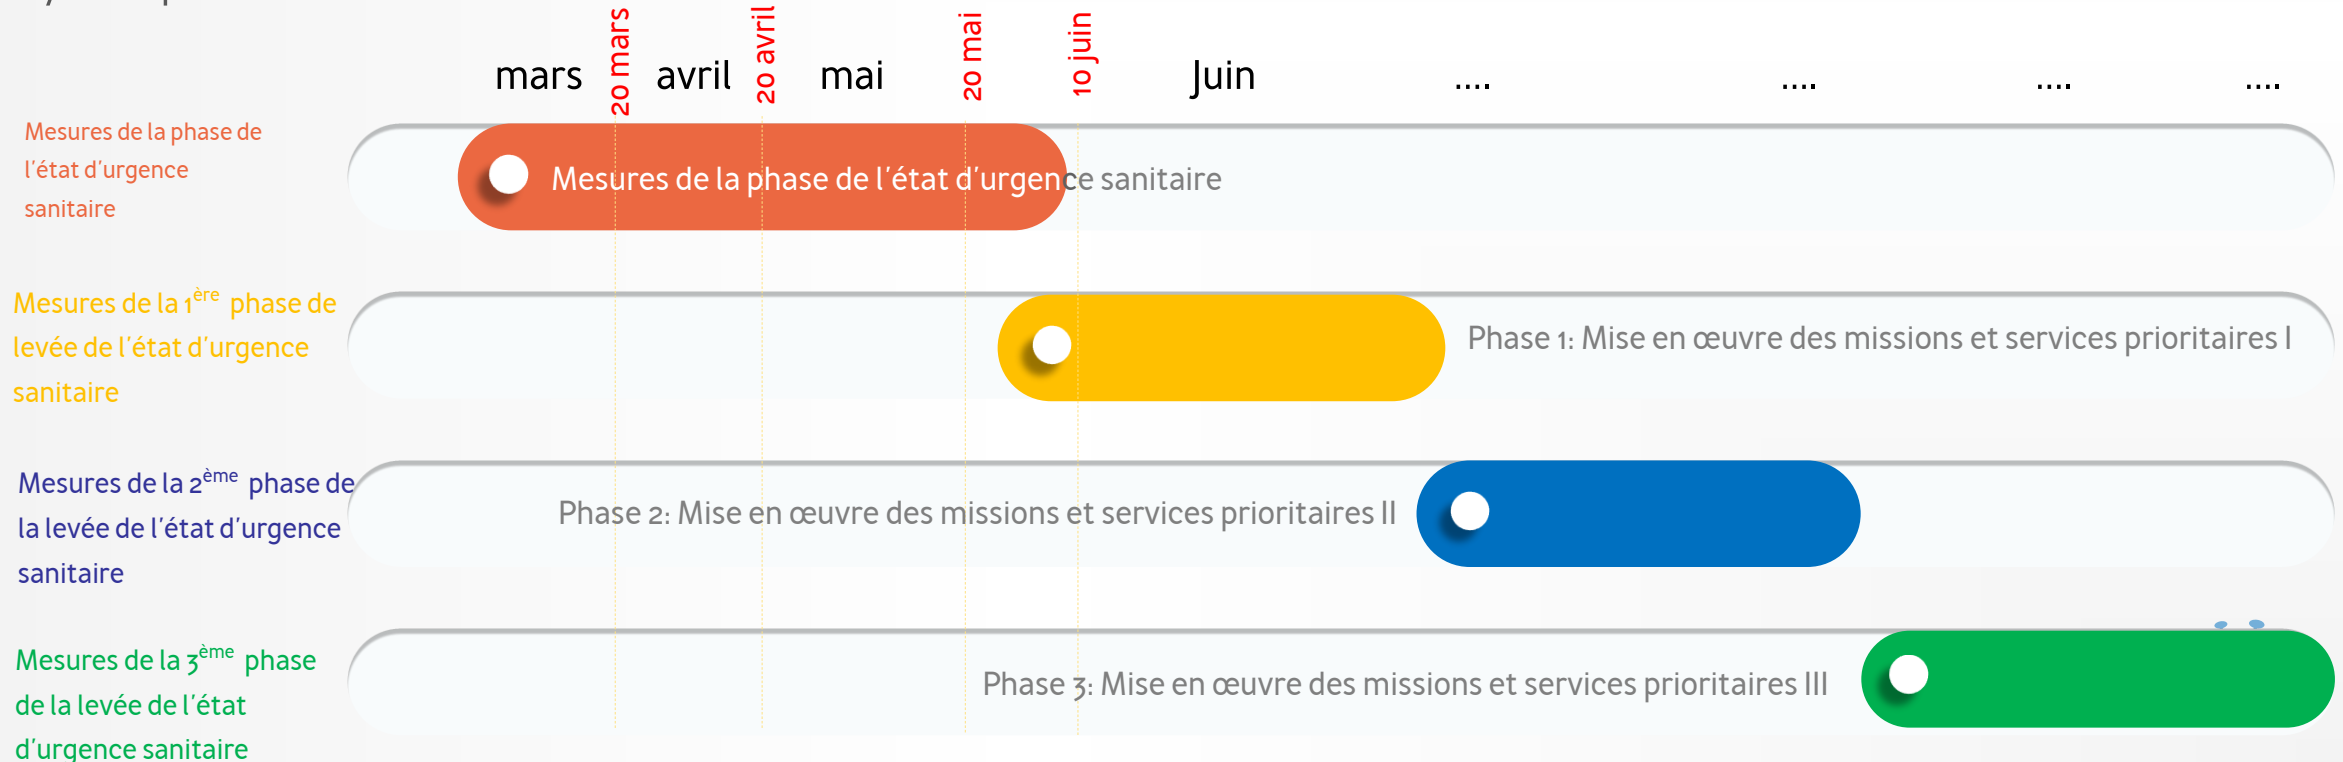 mars 20 mars avril 20 avril mai 20 mai 10 juin Juin .... .... .... ....
Mesures de la phase de
l'état d'urgence
sanitaire
Mesures de la phase de l'état d'urgence sanitaire
Mesures de la 1ère phase de
levée de l'état d'urgence
sanitaire
Phase 1: Mise en œuvre des missions et services prioritaires I
Mesures de la 2ème phase de
la levée de l'état d'urgence
sanitaire
Phase 2: Mise en œuvre des missions et services prioritaires II
Mesures de la 3ème phase
de la levée de l'état
d'urgence sanitaire
Phase 3: Mise en œuvre des missions et services prioritaires III